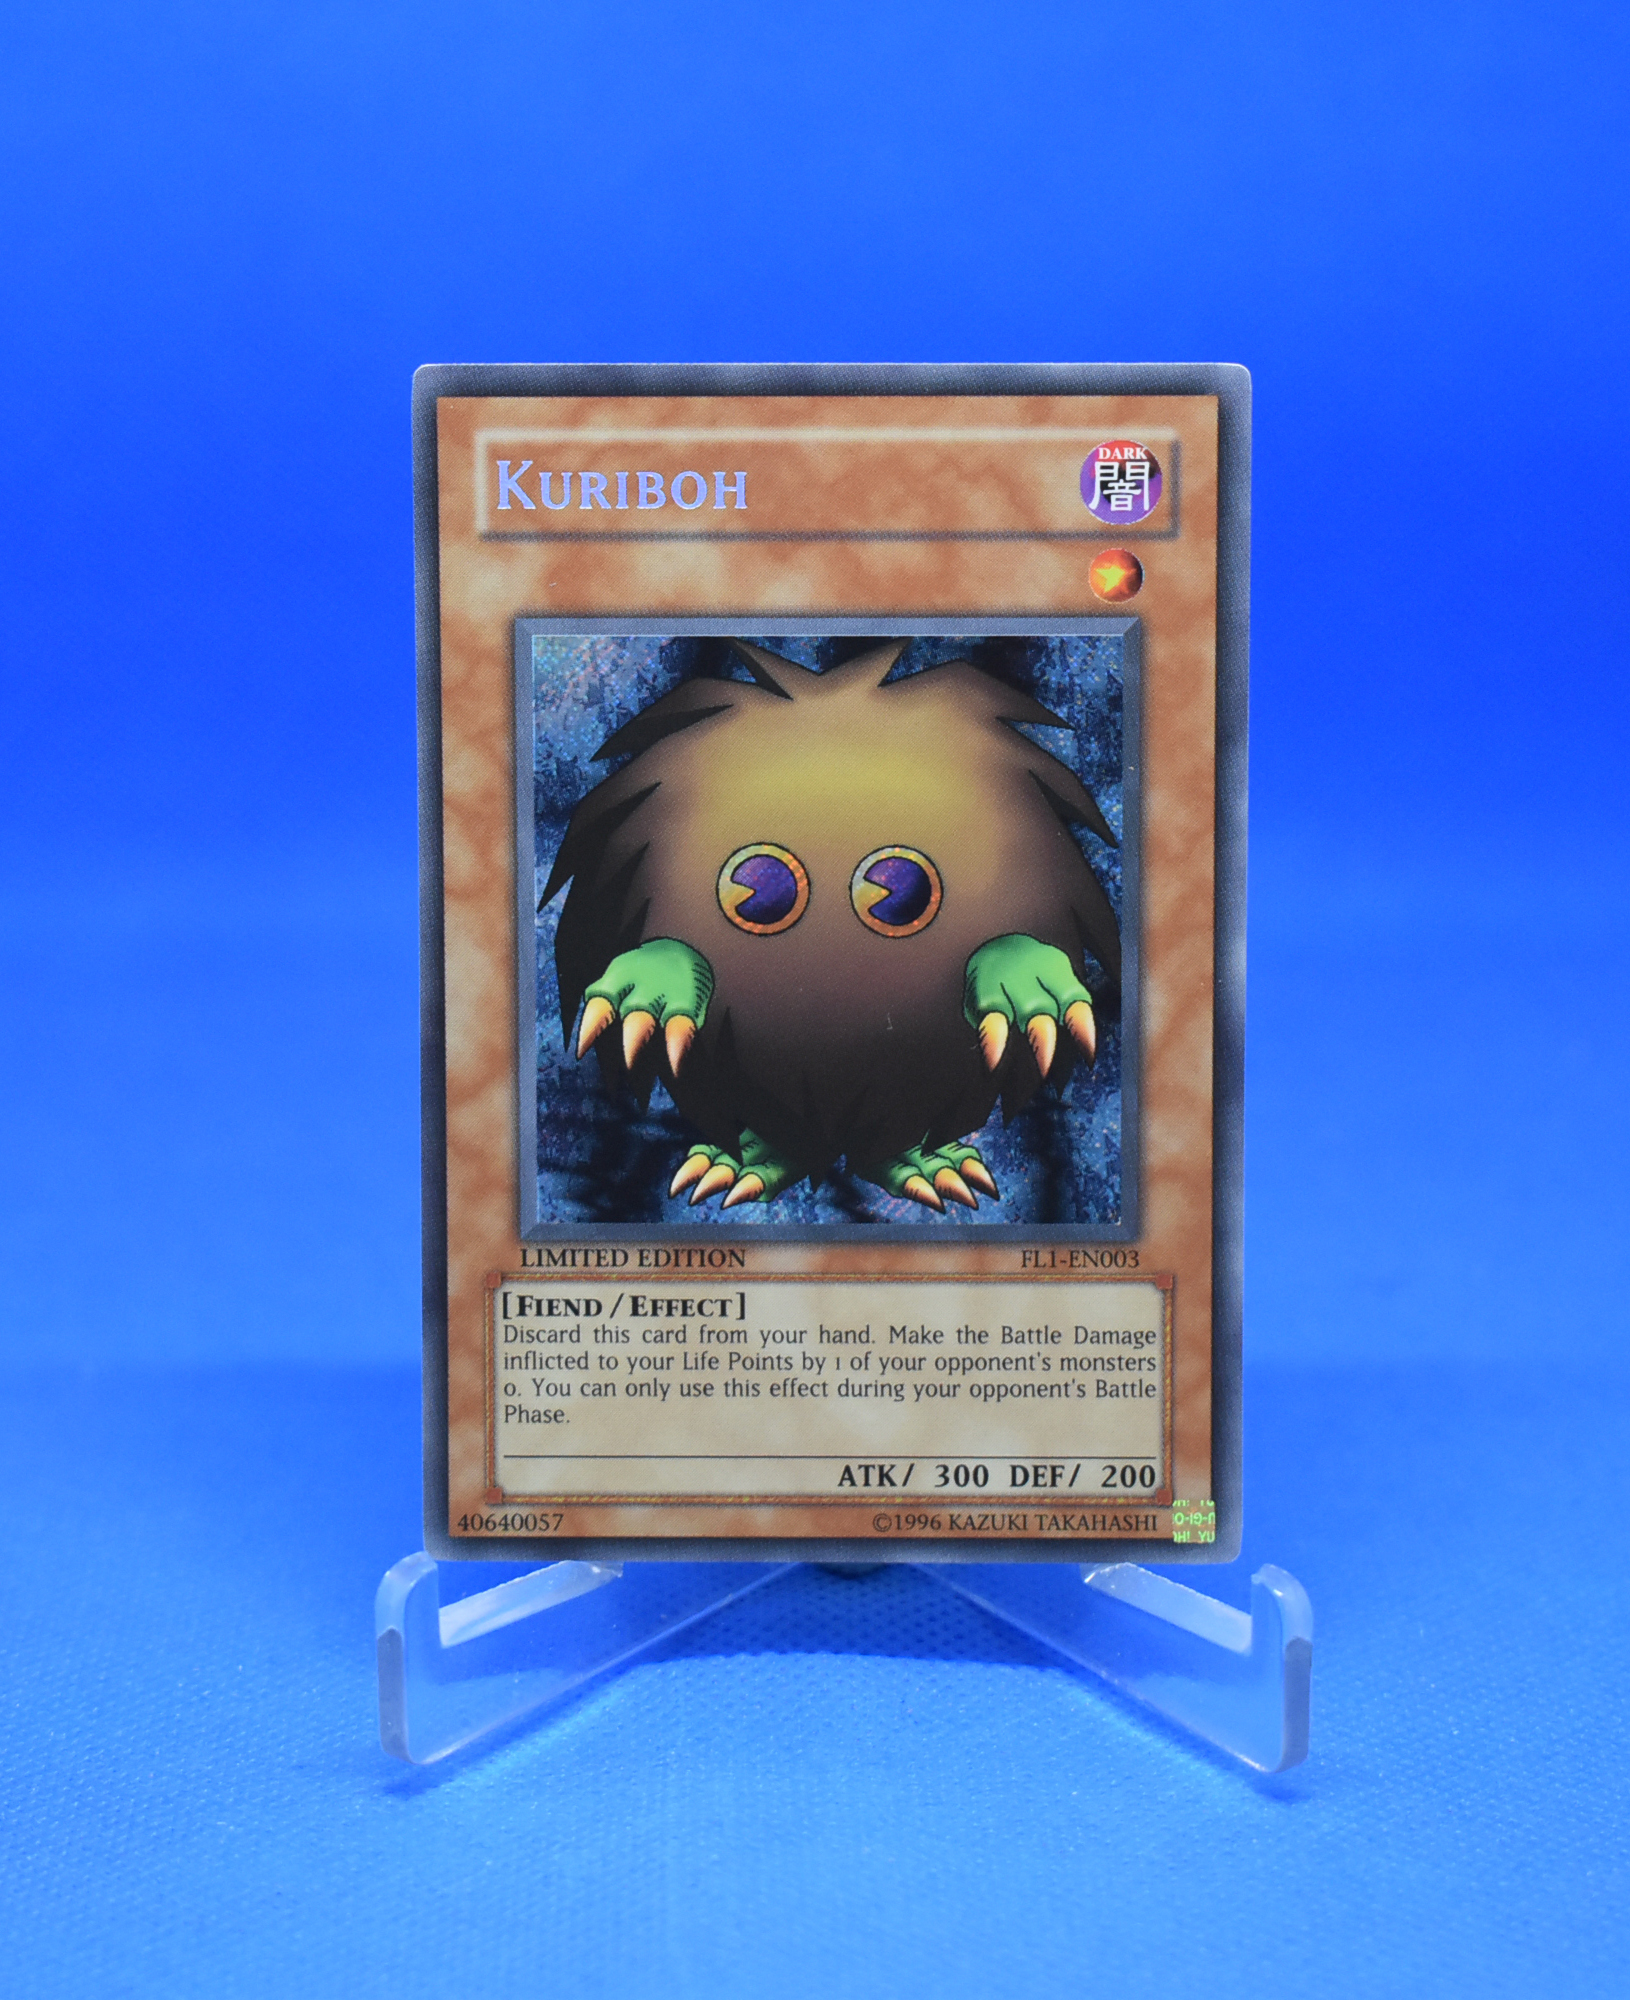 KURIBOH
DARK
闇
LIMITED EDITION
FL1-EN003
[FIEND / EFFECT]
Discard this card from your hand. Make the Battle Damage
inflicted to your Life Points by 1 of your opponent's monsters
0. You can only use this effect during your opponent's Battle
Phase.
ATK/ 300 DEF/ 200
40640057
©1996 KAZUKI TAKAHASHI